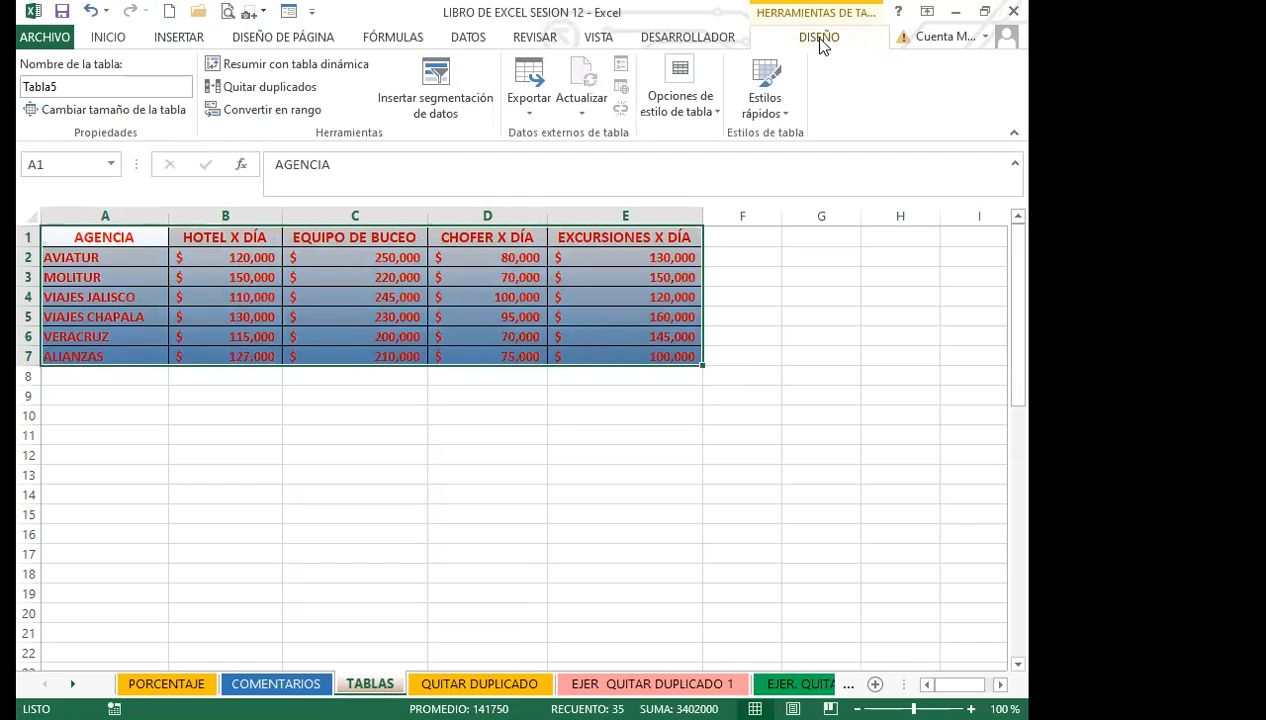 LIBRO DE EXCEL SESION 12 - Excel
HERRAMIENTAS DE TA...
?
ARCHIVO INICIO INSERTAR DISEÑO DE PÁGINA FÓRMULAS DATOS REVISAR VISTA DESARROLLADOR DISEÑO Cuenta M...
Nombre de la tabla:
Tabla5
Cambiar tamaño de la tabla
Propiedades
Resumir con tabla dinámica
Quitar duplicados
Convertir en rango
Insertar segmentación
de datos
Herramientas
Exportar Actualizar
Datos externos de tabla
Opciones de
estilo de tabla
Estilos
rápidos
Estilos de tabla
A1 fx AGENCIA
A B C D E F G H I
1 AGENCIA HOTEL X DÍA EQUIPO DE BUCEO CHOFER X DÍA EXCURSIONES X DÍA
2 AVIATUR $ 120,000 $ 250,000 $ 80,000 $ 130,000
3 MOLITUR $ 150,000 $ 220,000 $ 70,000 $ 150,000
4 VIAJES JALISCO $ 110,000 $ 245,000 $ 100,000 $ 120,000
5 VIAJES CHAPALA $ 130,000 $ 230,000 $ 95,000 $ 160,000
6 VERACRUZ $ 115,000 $ 200,000 $ 70,000 $ 145,000
7 ALIANZAS $ 127,000 $ 210,000 $ 75,000 $ 100,000
8
9
10
11
12
13
14
15
16
17
18
19
20
21
22
PORCENTAJE COMENTARIOS TABLAS QUITAR DUPLICADO EJER QUITAR DUPLICADO 1 EJER. QUITA ...
LISTO PROMEDIO: 141750 RECUENTO: 35 SUMA: 3402000 100 %